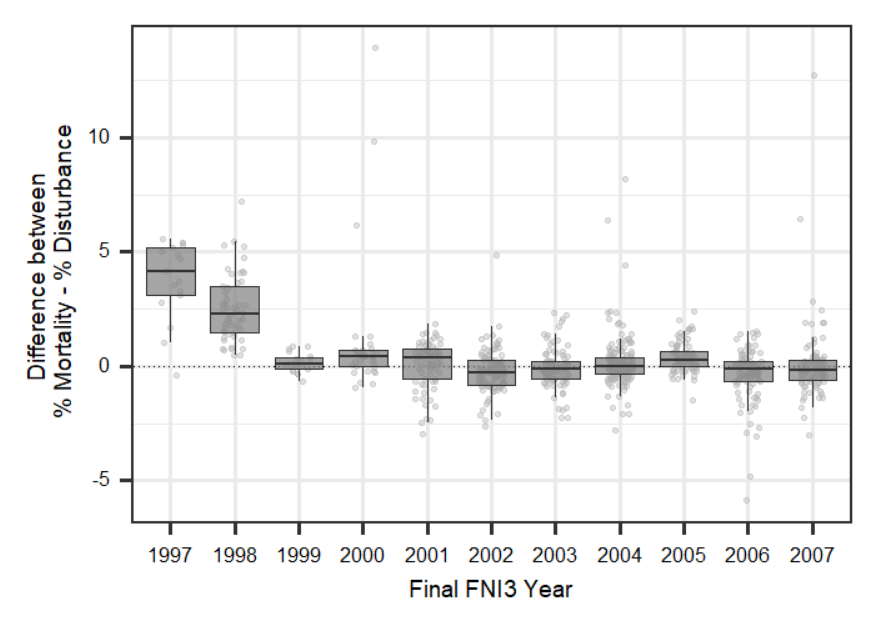 Difference between
% Mortality - % Disturbance
10
5
0
-5
1997 1998 1999 2000 2001 2002 2003 2004 2005 2006 2007
Final FNI3 Year